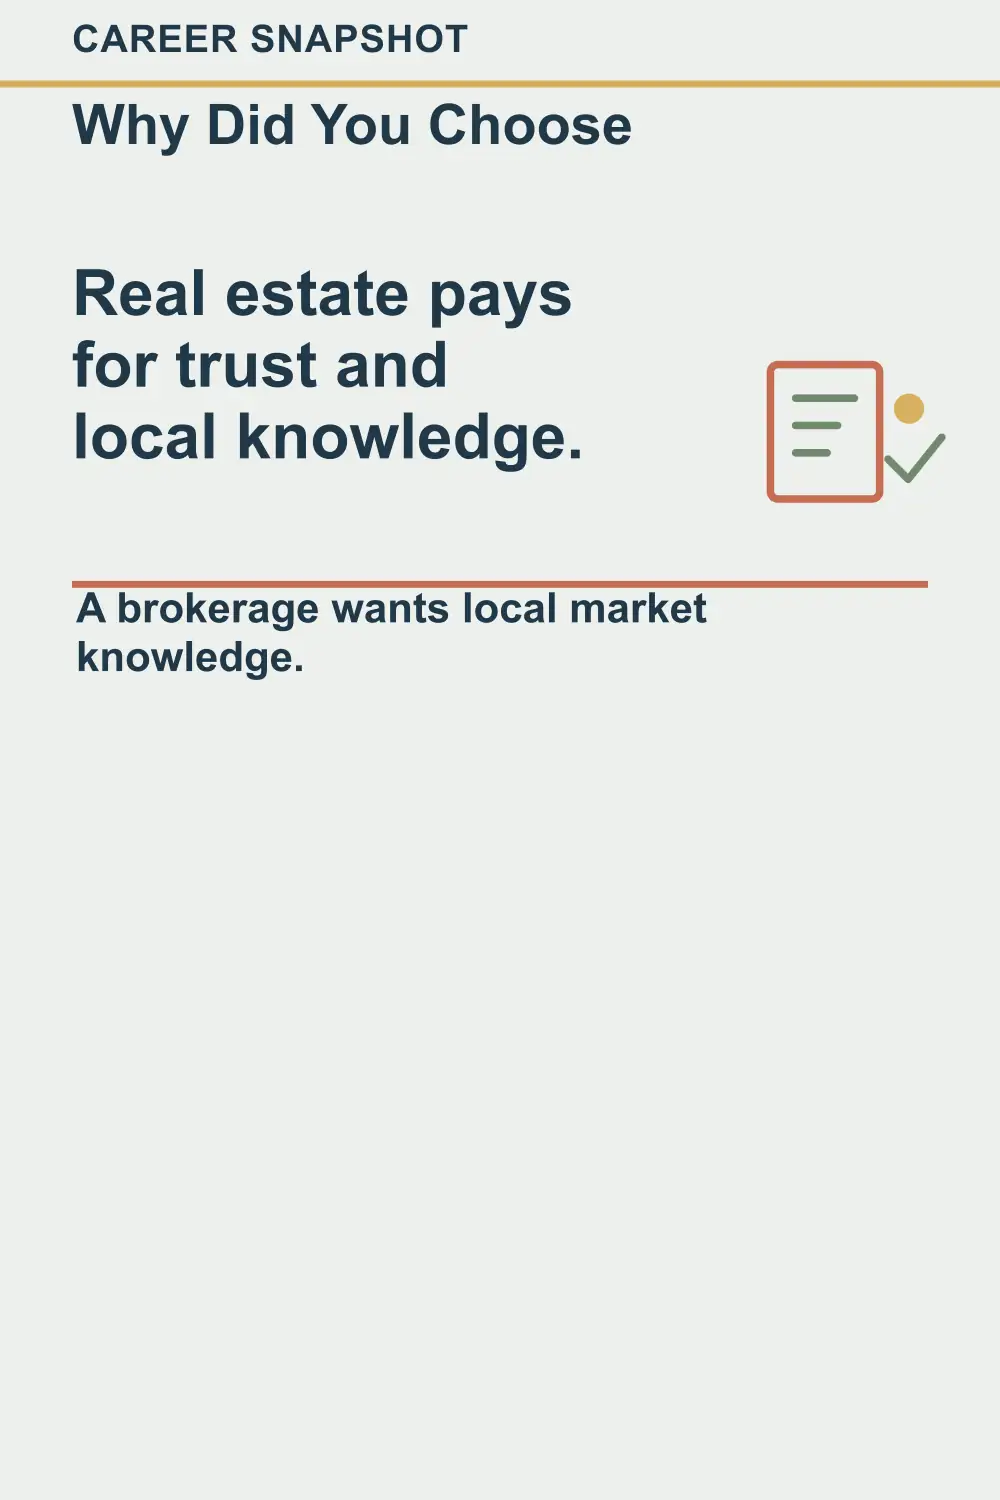 CAREER SNAPSHOT
Why Did You Choose
Real estate pays
for trust and
local knowledge.
A brokerage wants local market
knowledge.